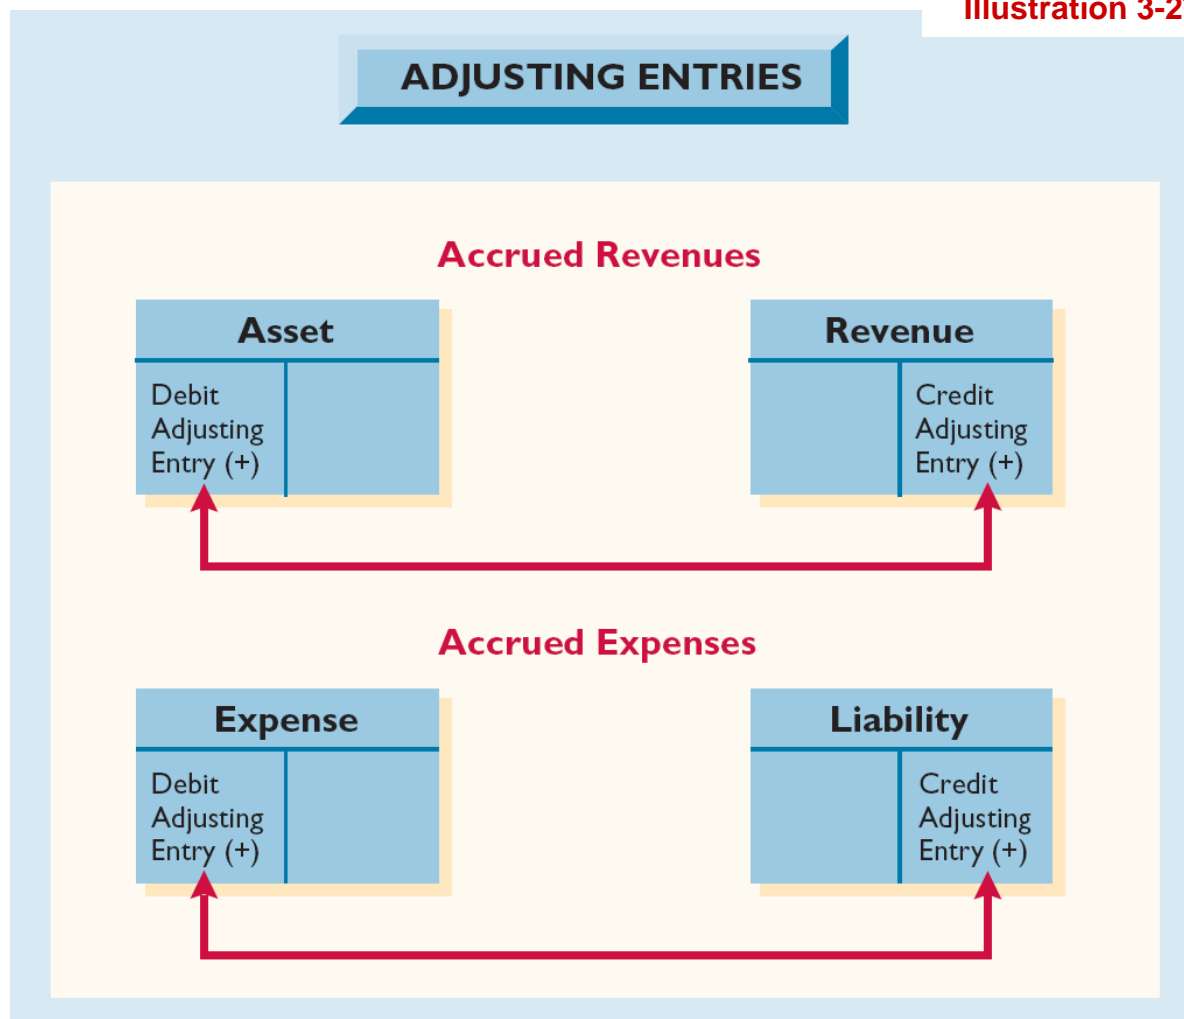 Illustration 3-2
ADJUSTING ENTRIES
Accrued Revenues
Asset
Debit
Adjusting
Entry (+)
Revenue
Credit
Adjusting
Entry (+)
Accrued Expenses
Expense
Debit
Adjusting
Entry (+)
Liability
Credit
Adjusting
Entry (+)